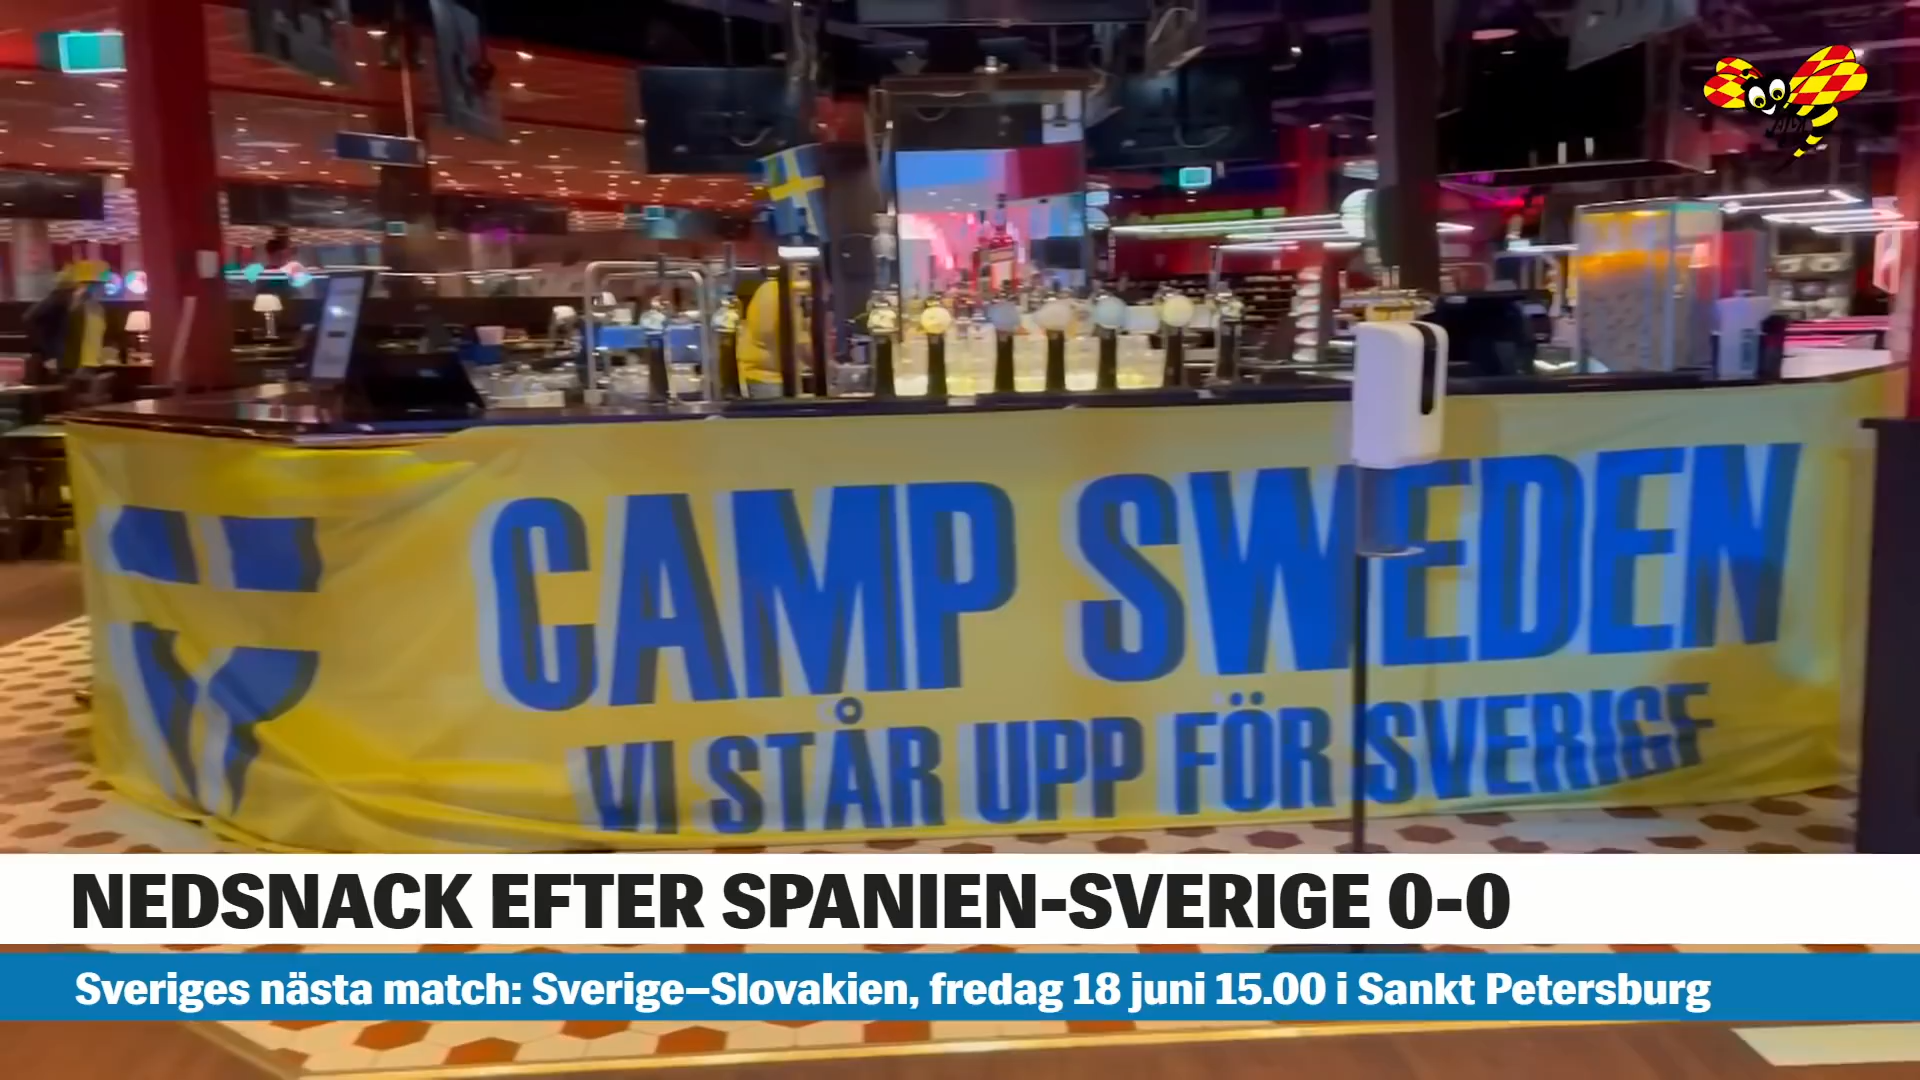 CAMP SWEDEN
VI STÅR UPP FÖR SVERIGE
NEDSNACK EFTER SPANIEN-SVERIGE 0-0
Sveriges nästa match: Sverige–Slovakien, fredag 18 juni 15.00 i Sankt Petersburg